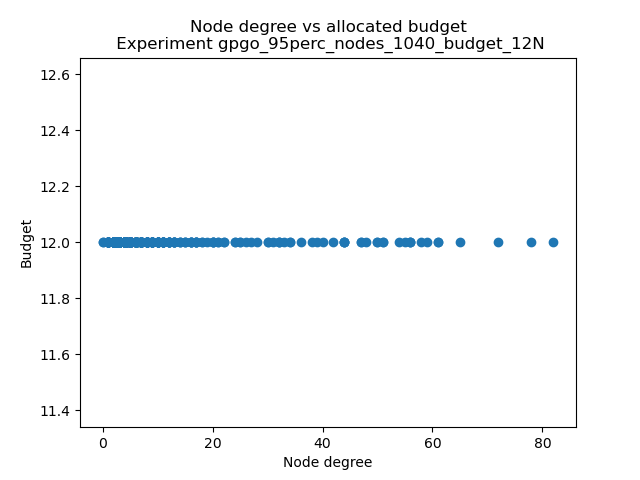 Node degree vs allocated budget
Experiment gpgo_95perc_nodes_1040_budget_12N
12.6
12.4
12.2
12.0
11.8
11.6
11.4
Budget
0 20 40 60 80
Node degree